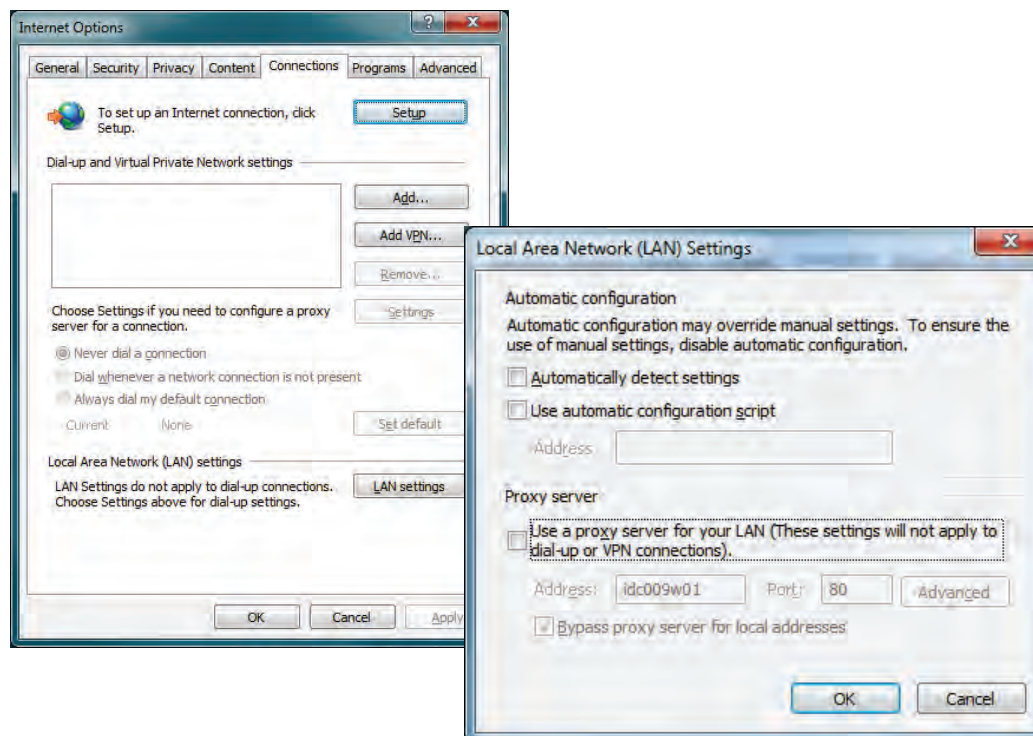 Internet Options
General Security Privacy Content Connections Programs Advanced
To set up an Internet connection, click
Setup.
Setup
Dial-up and Virtual Private Network settings
Add...
Add VPN...
Remove...
Choose Settings if you need to configure a proxy
server for a connection.
Settings
Never dial a connection
Dial whenever a network connection is not present
Always dial my default connection
Current None
Set default
Local Area Network (LAN) settings
LAN Settings do not apply to dial-up connections.
Choose Settings above for dial-up settings.
LAN settings
OK Cancel Apply
Local Area Network (LAN) Settings
Automatic configuration
Automatic configuration may override manual settings. To ensure the
use of manual settings, disable automatic configuration.
Automatically detect settings
Use automatic configuration script
Address
Proxy server
Use a proxy server for your LAN (These settings will not apply to
dial-up or VPN connections).
Address: idc009w01 Port: 80 Advanced
Bypass proxy server for local addresses
OK Cancel